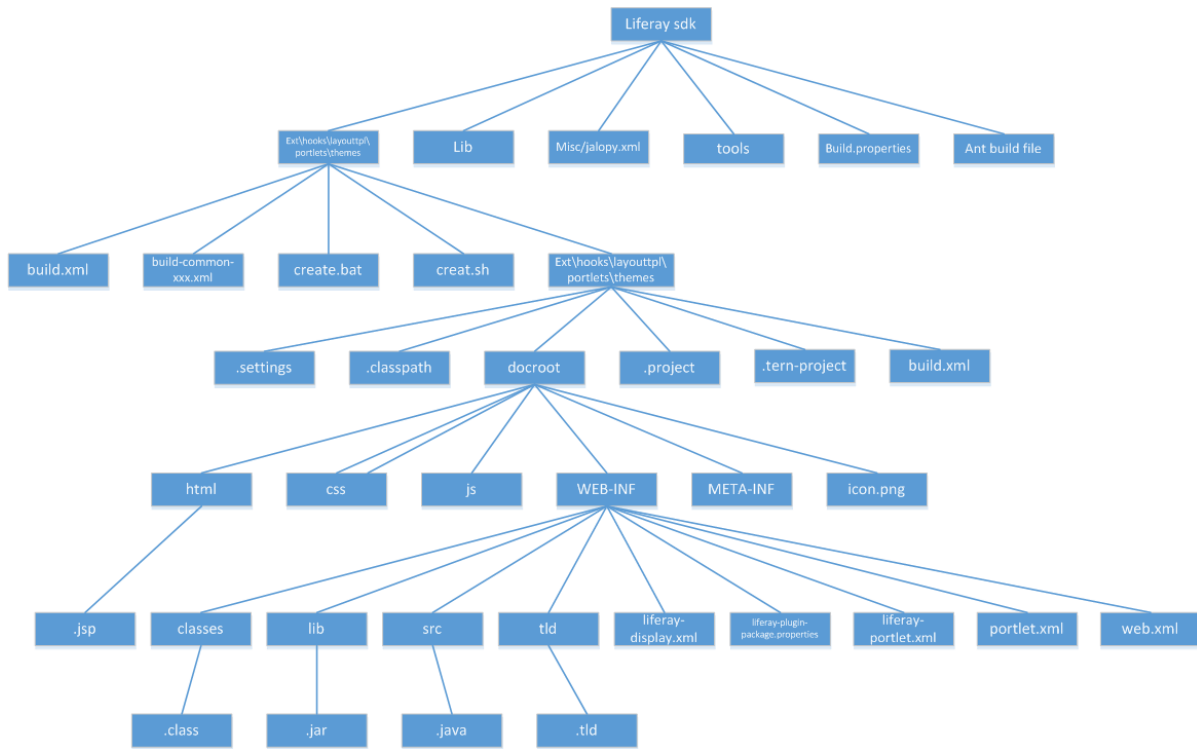 Liferay sdk
Ext\hooks\layouttpl\
portlets\themes
Lib
Misc/jalopy.xml
tools
Build.properties
Ant build file
build.xml
build-common-
xxx.xml
create.bat
creat.sh
Ext\hooks\layouttpl\
portlets\themes
.settings
.classpath
docroot
.project
.tern-project
build.xml
html
css
js
WEB-INF
META-INF
icon.png
.jsp
classes
lib
src
tld
liferay-
display.xml
liferay-plugin-
package.properties
liferay-
portlet.xml
portlet.xml
web.xml
.class
.jar
.java
.tld